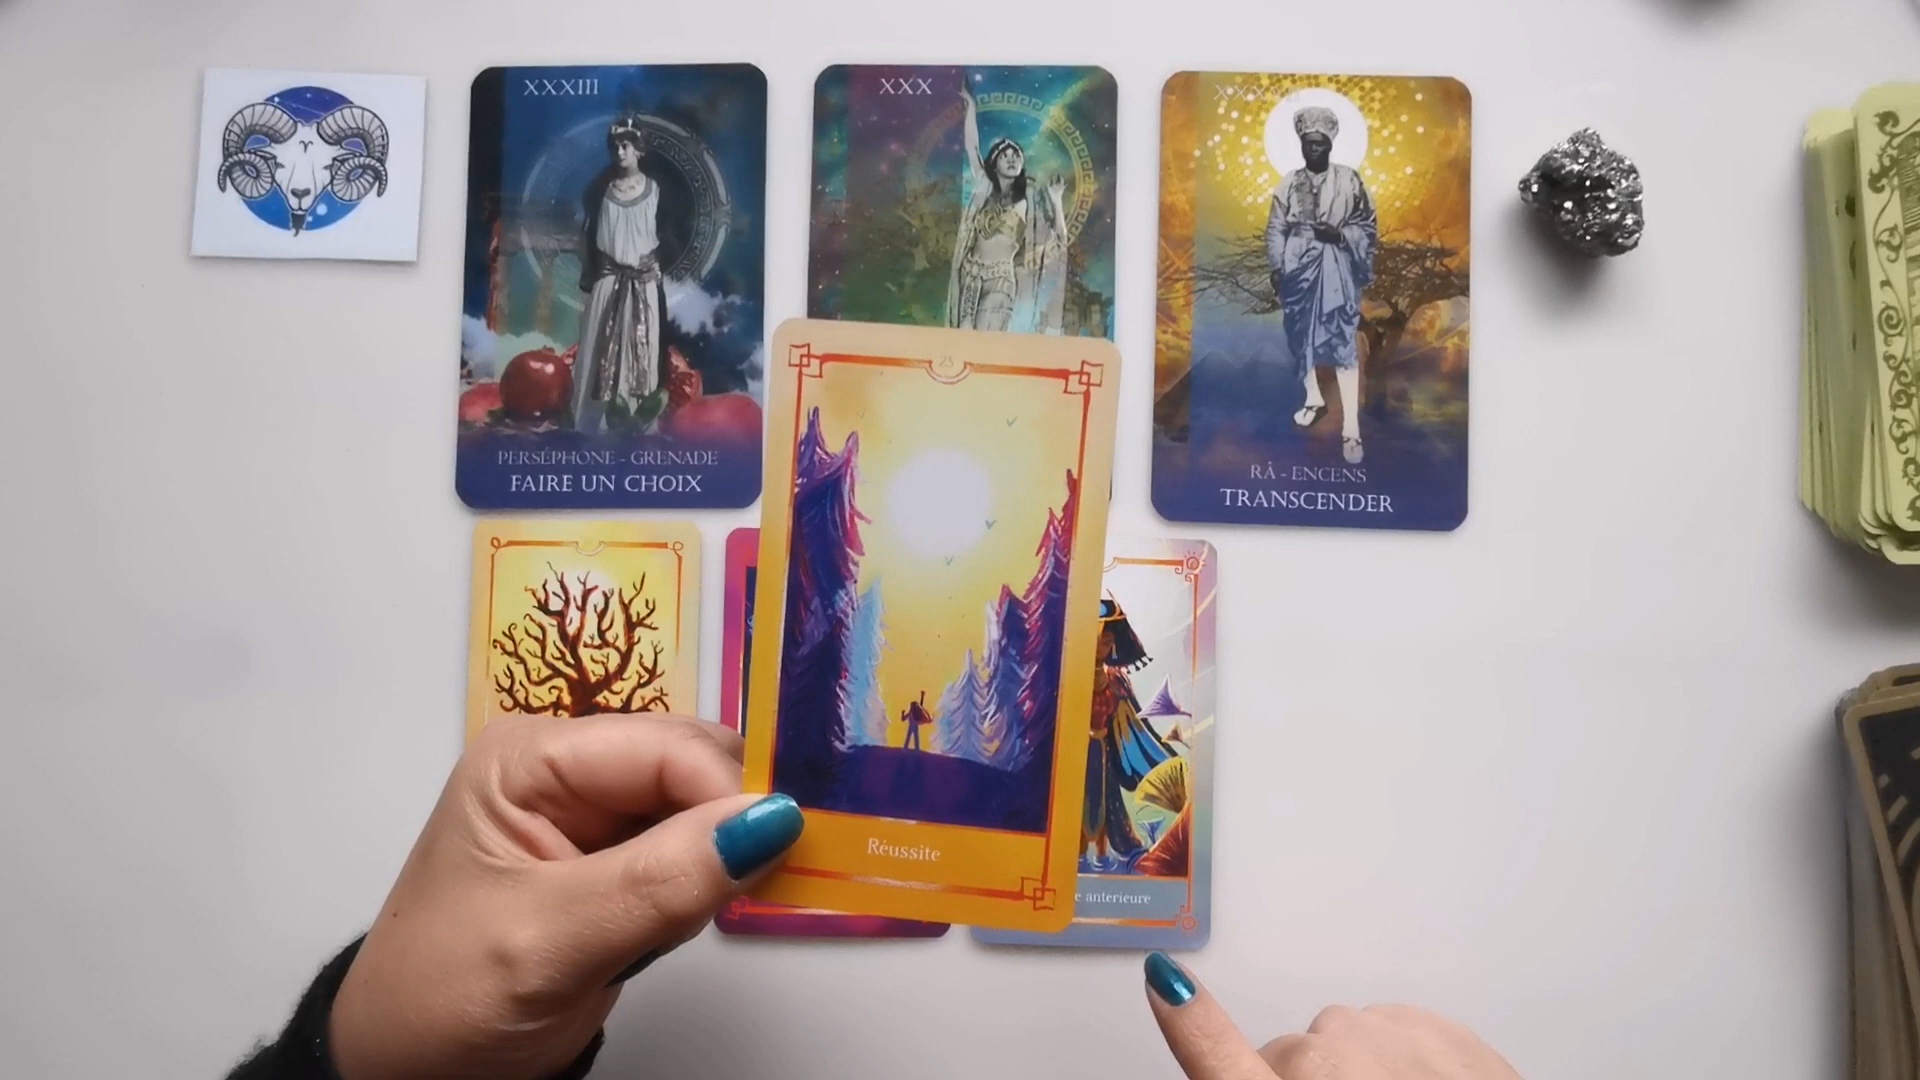 XXXIII
PERSÉPHONE - GRENADE
FAIRE UN CHOIX
XXX
RÂ - ENCENS
TRANSCENDER
25
Réussite
antérieure